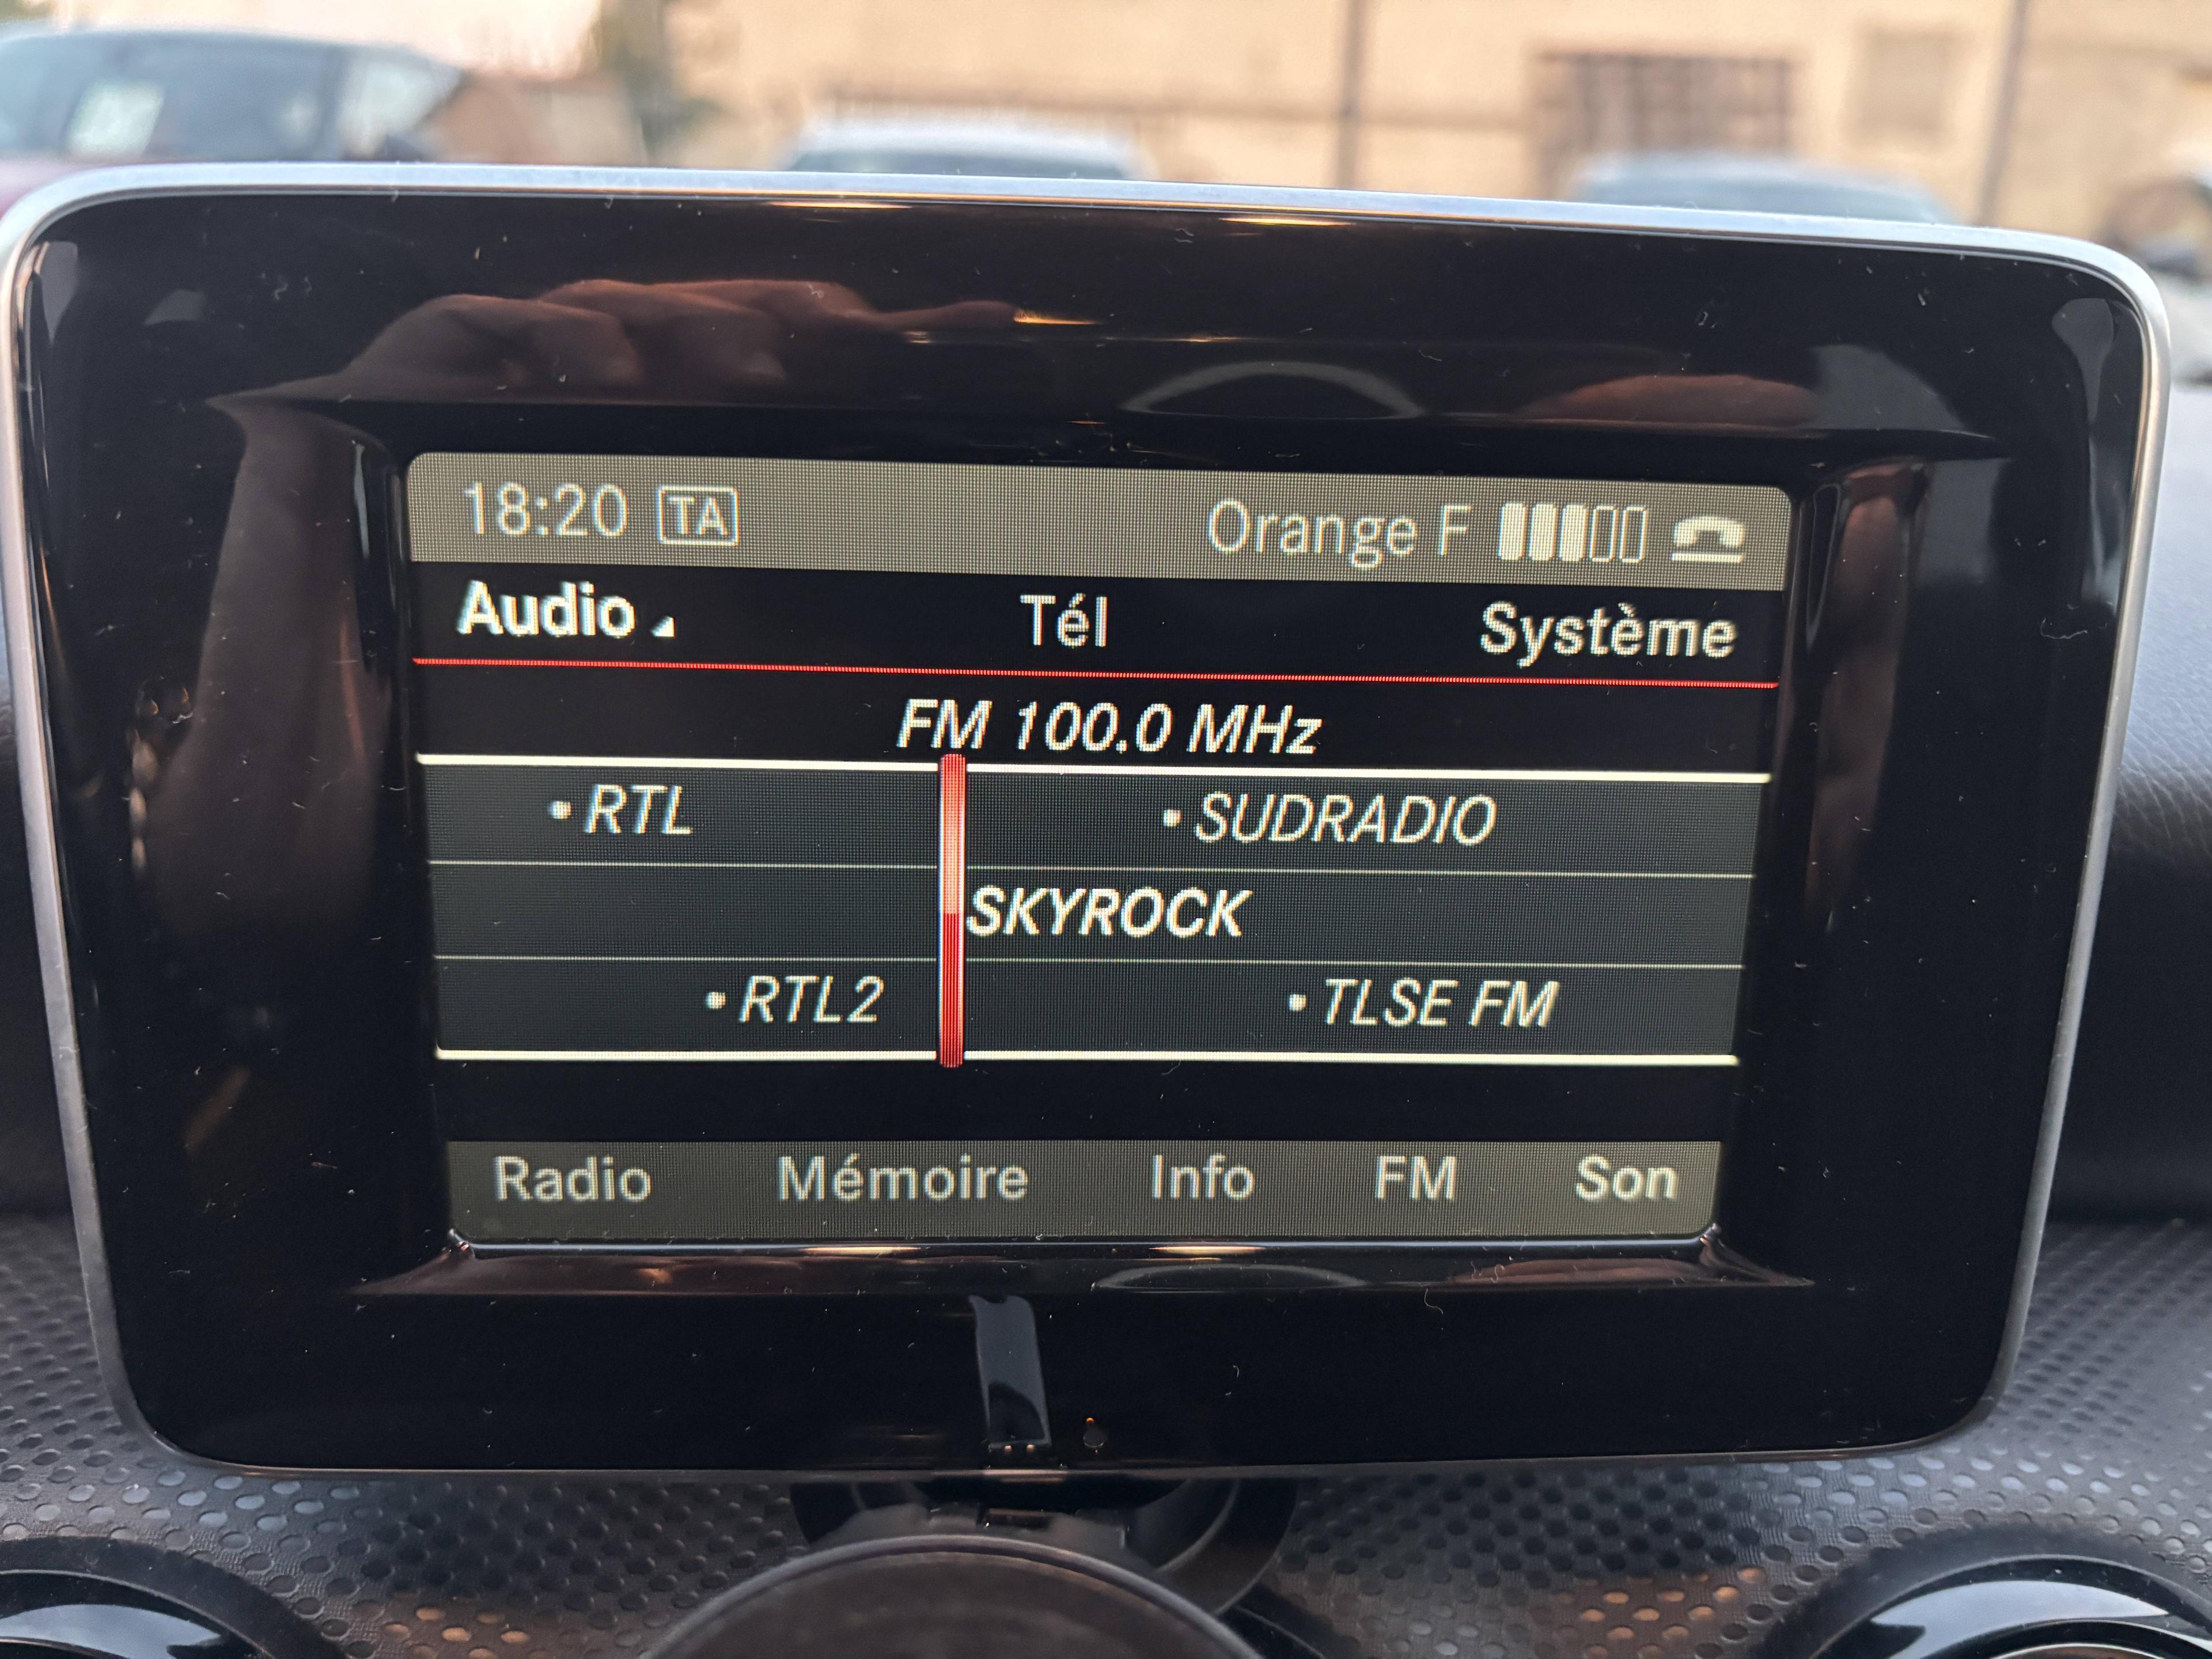 18:20 TA Orange F
Audio Tél Système
FM 100.0 MHz
• RTL • SUDRADIO
SKYROCK
• RTL2 • TLSE FM
Radio Mémoire Info FM Son